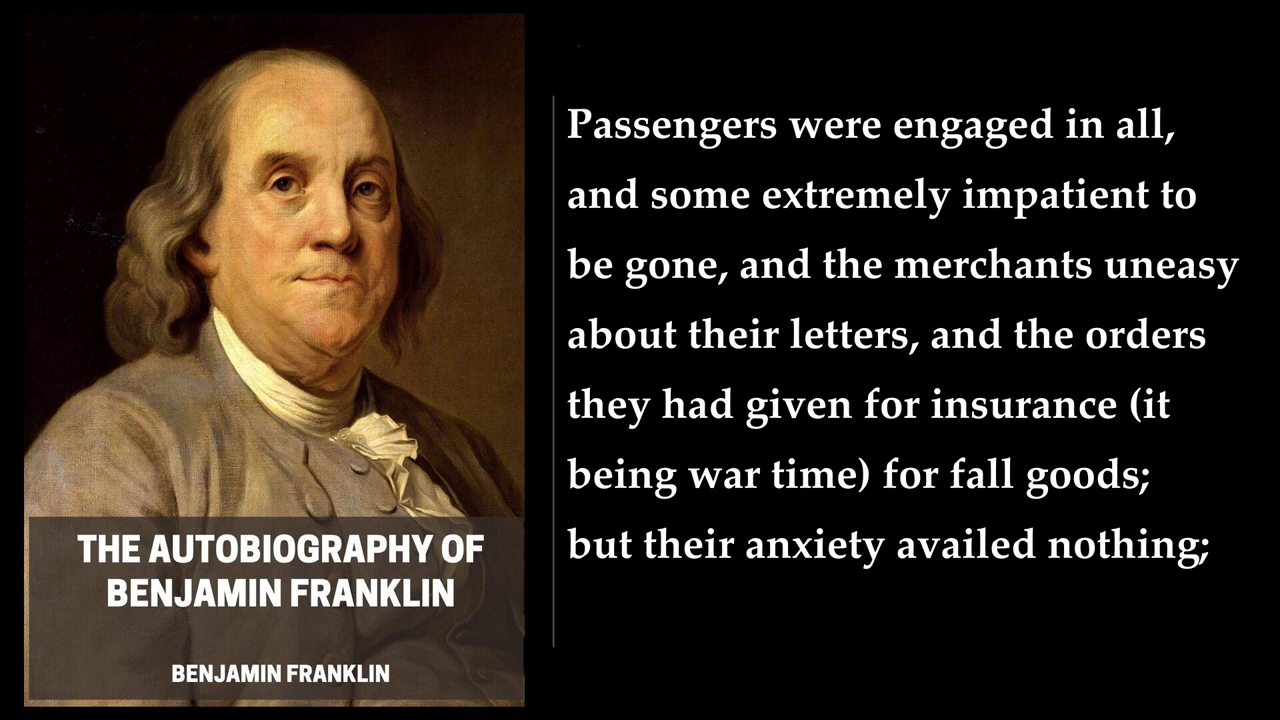 THE AUTOBIOGRAPHY OF
BENJAMIN FRANKLIN
BENJAMIN FRANKLIN
Passengers were engaged in all,
and some extremely impatient to
be gone, and the merchants uneasy
about their letters, and the orders
they had given for insurance (it
being war time) for fall goods;
but their anxiety availed nothing;